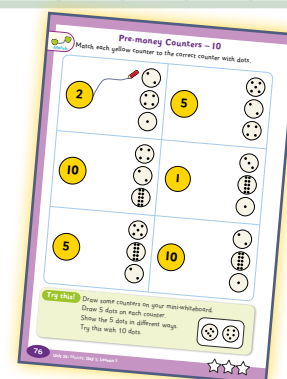 Pre-money Counters – 10
Match each yellow counter to the correct counter with dots.
2
5
10
1
5
10
Try this!
Draw some counters on your mini-whiteboard.
Draw 5 dots on each counter.
Show the 5 dots in different ways.
Try this with 10 dots.
76